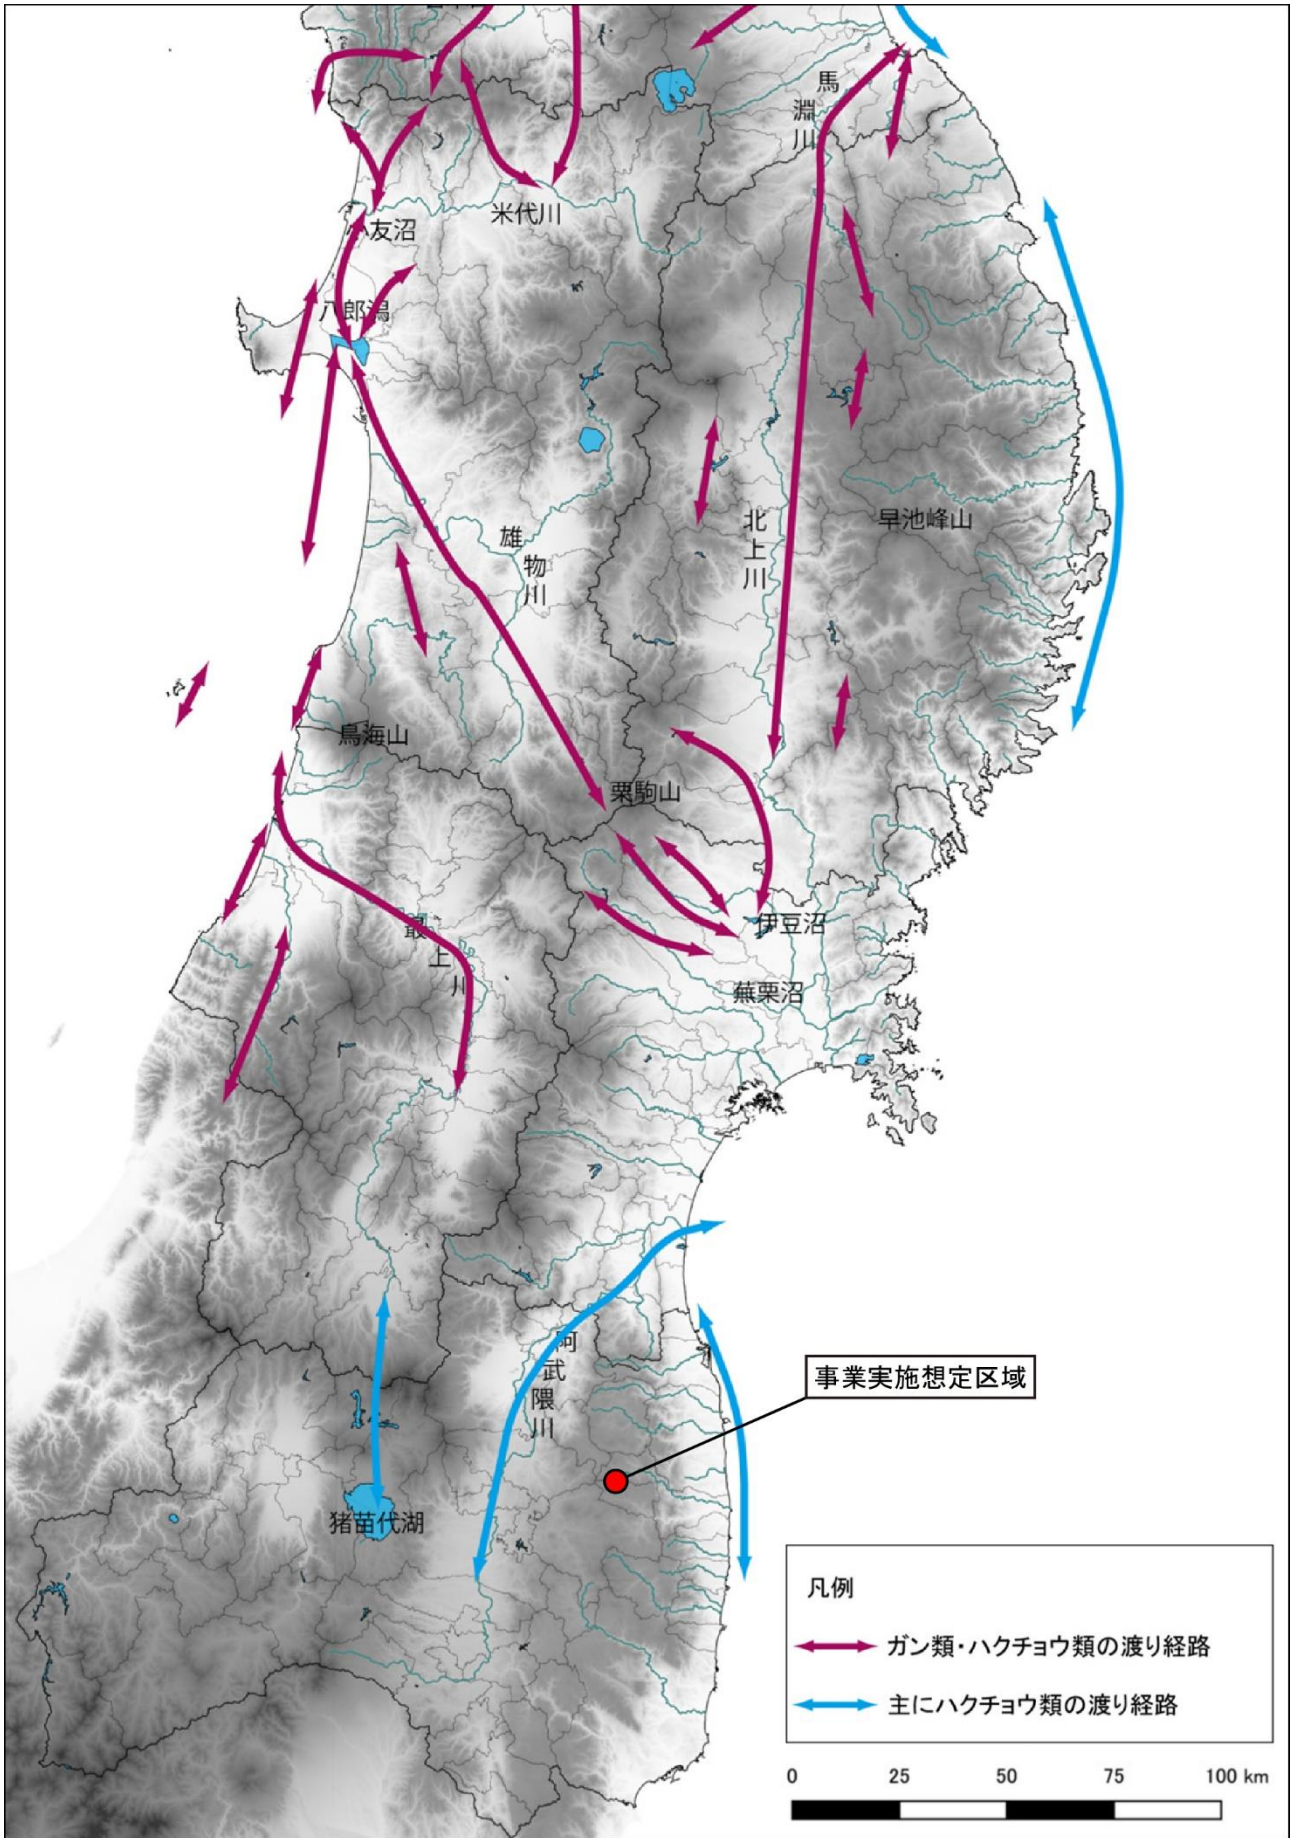 馬淵川
米代川
友沼
八郎潟
雄物川
北上川
早池峰山
鳥海山
栗駒山
伊豆沼
最上川
蕪栗沼
阿武隈川
事業実施想定区域
猪苗代湖
凡例
ガン類・ハクチョウ類の渡り経路
主にハクチョウ類の渡り経路
0 25 50 75 100 km